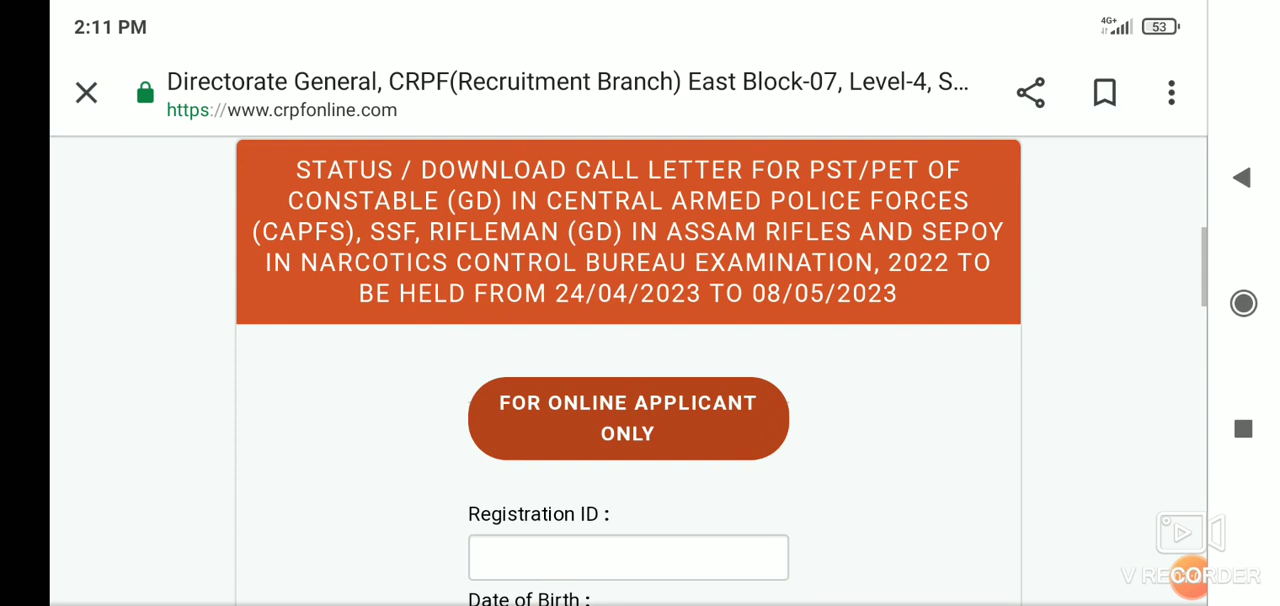 2:11 PM
4G+
53
Directorate General, CRPF(Recruitment Branch) East Block-07, Level-4, S...
https://www.crpfonline.com
STATUS / DOWNLOAD CALL LETTER FOR PST/PET OF
CONSTABLE (GD) IN CENTRAL ARMED POLICE FORCES
(CAPFS), SSF, RIFLEMAN (GD) IN ASSAM RIFLES AND SEPOY
IN NARCOTICS CONTROL BUREAU EXAMINATION, 2022 TO
BE HELD FROM 24/04/2023 TO 08/05/2023
FOR ONLINE APPLICANT
ONLY
Registration ID :
Date of Birth :
V RECORDER